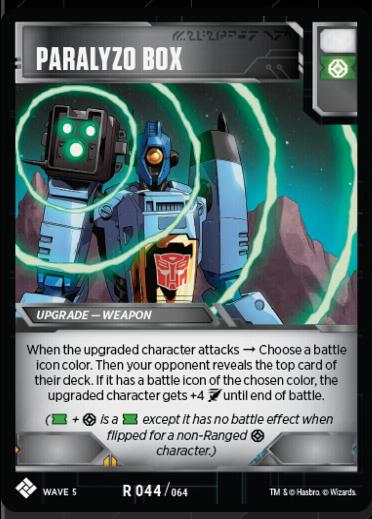 PARALYZO BOX
UPGRADE — WEAPON
When the upgraded character attacks → Choose a battle
icon color. Then your opponent reveals the top card of
their deck. If it has a battle icon of the chosen color, the
upgraded character gets +4 until end of battle.
( + is a except it has no battle effect when
flipped for a non-Ranged
character.)
WAVE 5
R 044/064
TM & © Hasbro. © Wizards.